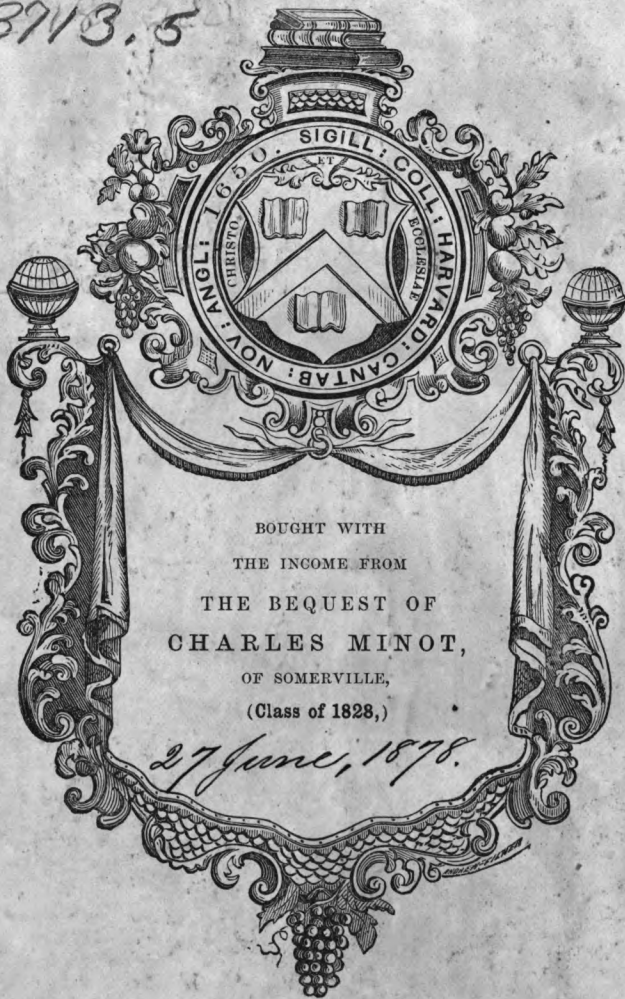 3713.5
SIGILL: COLL: HARVARD: CANTAB: NOV: ANGL: 1650.
CHRISTO ET ECCLESIAE
BOUGHT WITH
THE INCOME FROM
THE BEQUEST OF
CHARLES MINOT,
OF SOMERVILLE,
(Class of 1828,)
27 June, 1878.